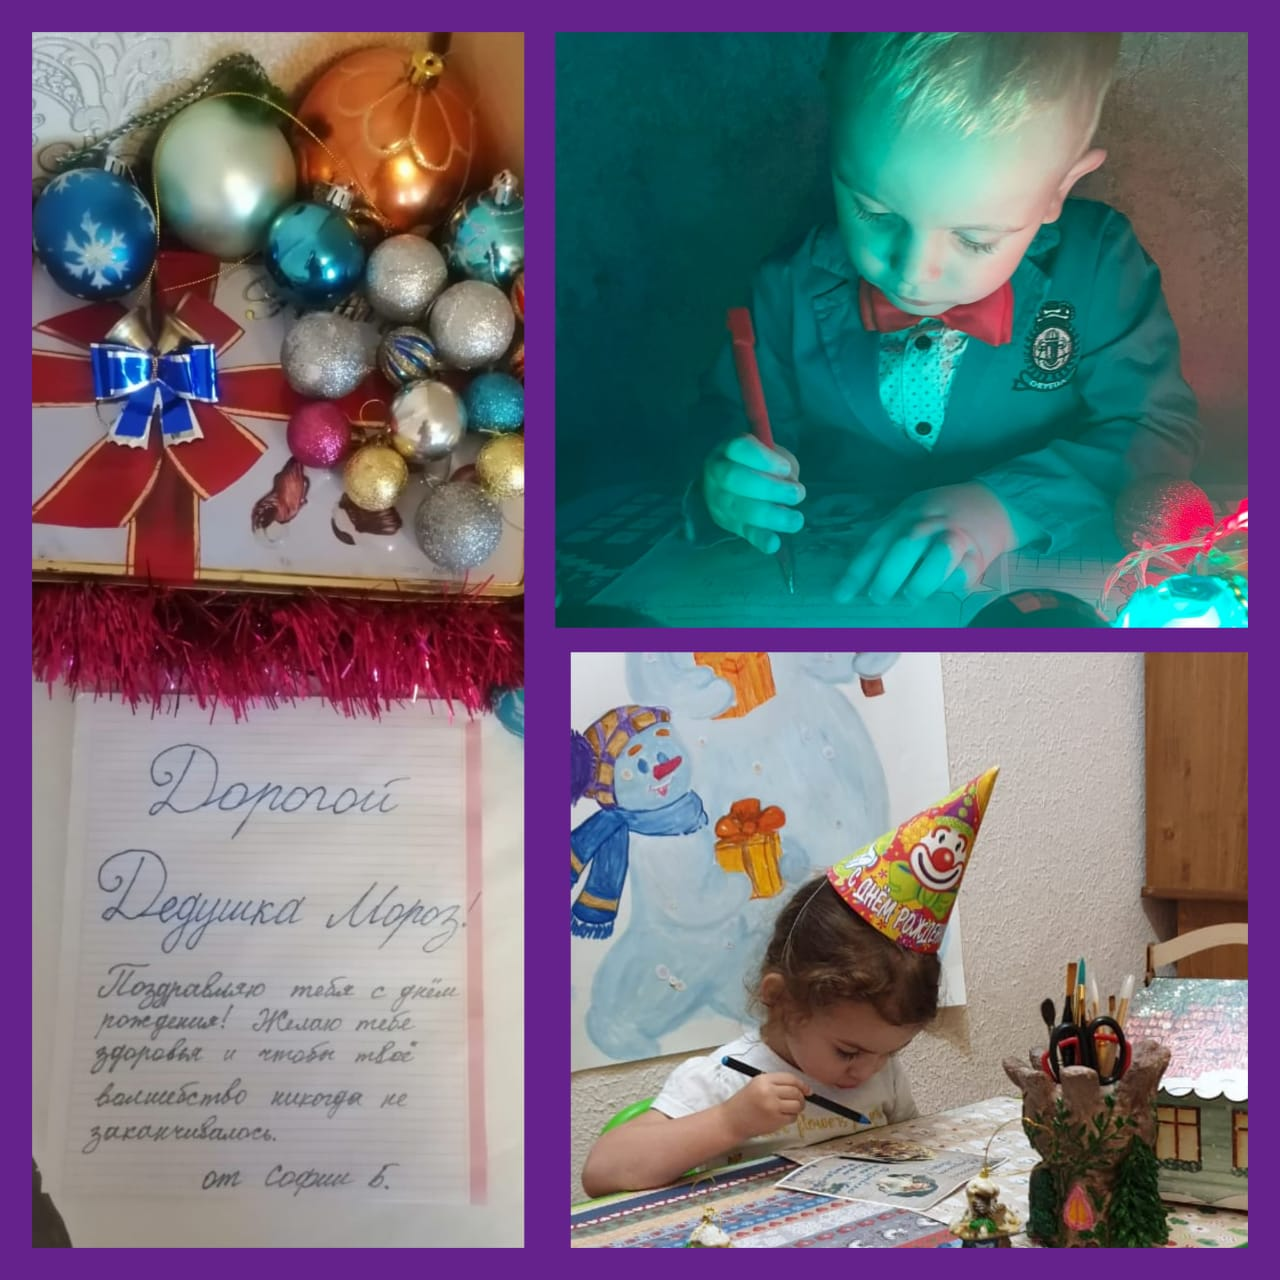 Дорогой
Дедушка Мороз!
Поздравляю тебя с днём
рождения! Желаю тебе
здоровья и чтобы твоё
волшебство никогда не
заканчивалось.
от Софии Б.
С ДНЁМ РОЖДЕН